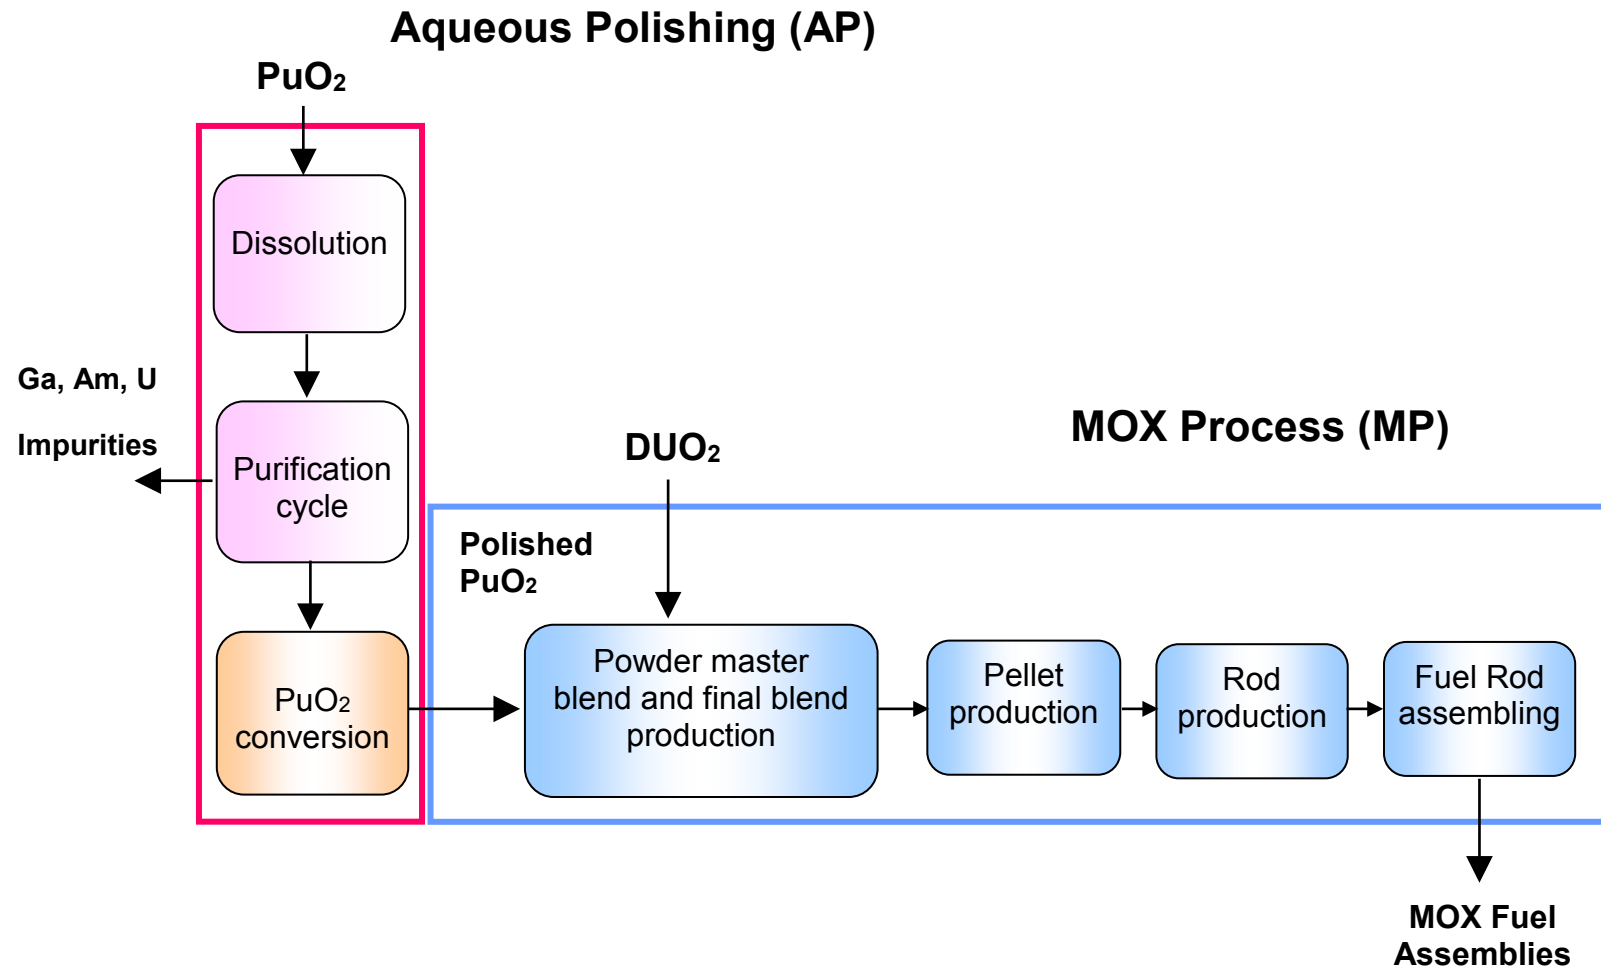 Aqueous Polishing (AP)
PuO₂
Dissolution
Ga, Am, U
Impurities
Purification
cycle
PuO₂
conversion
MOX Process (MP)
DUO₂
Polished
PuO₂
Powder master
blend and final blend
production
Pellet
production
Rod
production
Fuel Rod
assembling
MOX Fuel
Assemblies